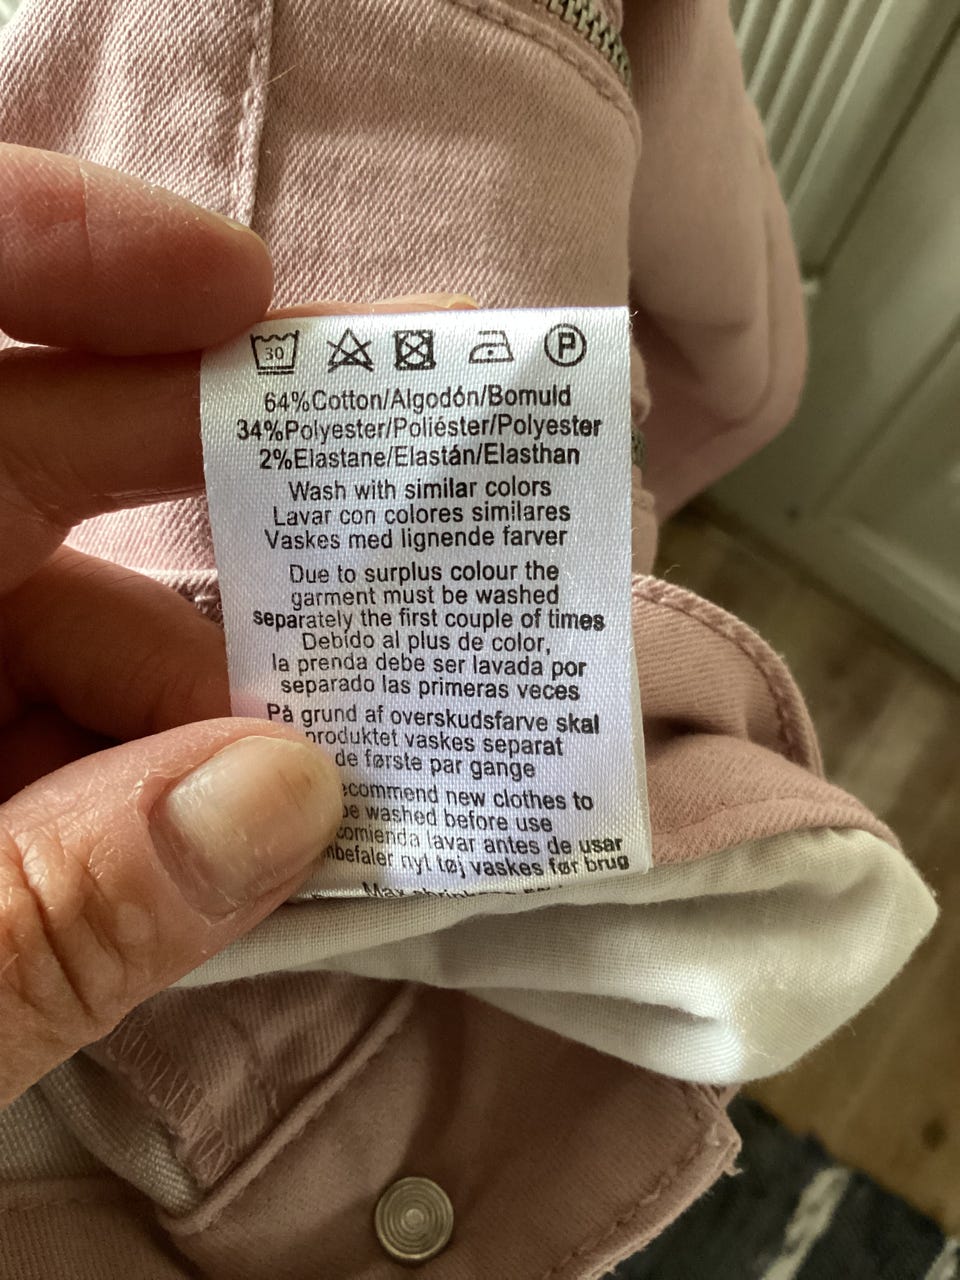 30 P
64%Cotton/Algodón/Bomuld
34%Polyester/Poliéster/Polyester
2%Elastane/Elastán/Elasthan
Wash with similar colors
Lavar con colores similares
Vaskes med lignende farver
Due to surplus colour the
garment must be washed
separately the first couple of times
Debido al plus de color,
la prenda debe ser lavada por
separado las primeras veces
På grund af overskudsfarve skal
produktet vaskes separat
de første par gange
new clothes to
washed before use
lavar antes de usar
nyt tøj vaskes før brug
Max